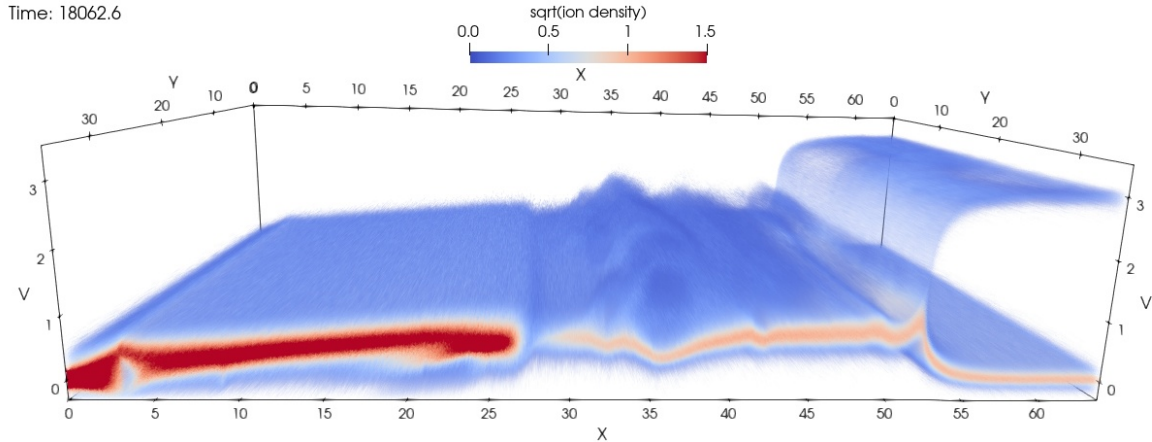 Time: 18062.6
sqrt(ion density)
0.0 0.5 1 1.5
X
Y
Y
0 5 10 15 20 25 30 35 40 45 50 55 60 0
30 20 10
10 20 30
3 2 1 0
V
3 2 1 0
V
0 5 10 15 20 25 30 35 40 45 50 55 60
X